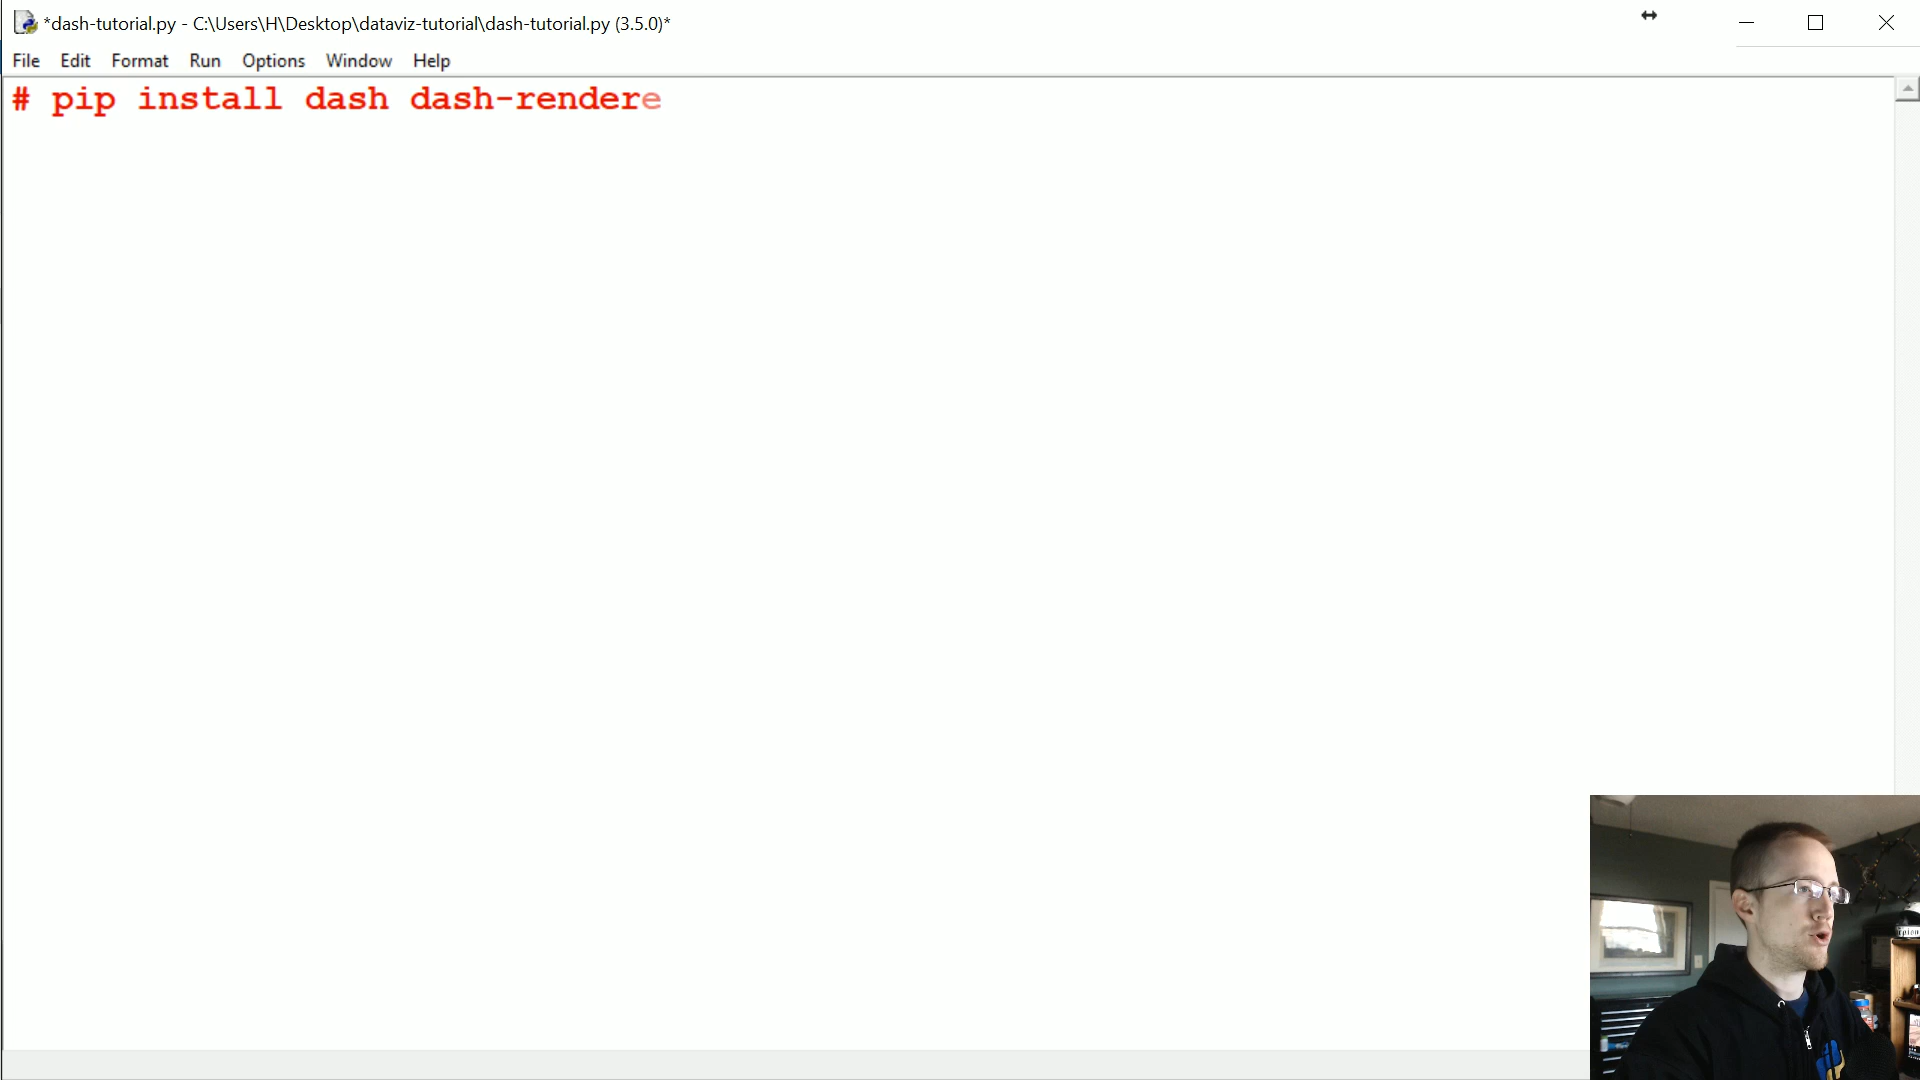 *dash-tutorial.py - C:\Users\H\Desktop\dataviz-tutorial\dash-tutorial.py (3.5.0)*
File Edit Format Run Options Window Help
# pip install dash dash-rendere